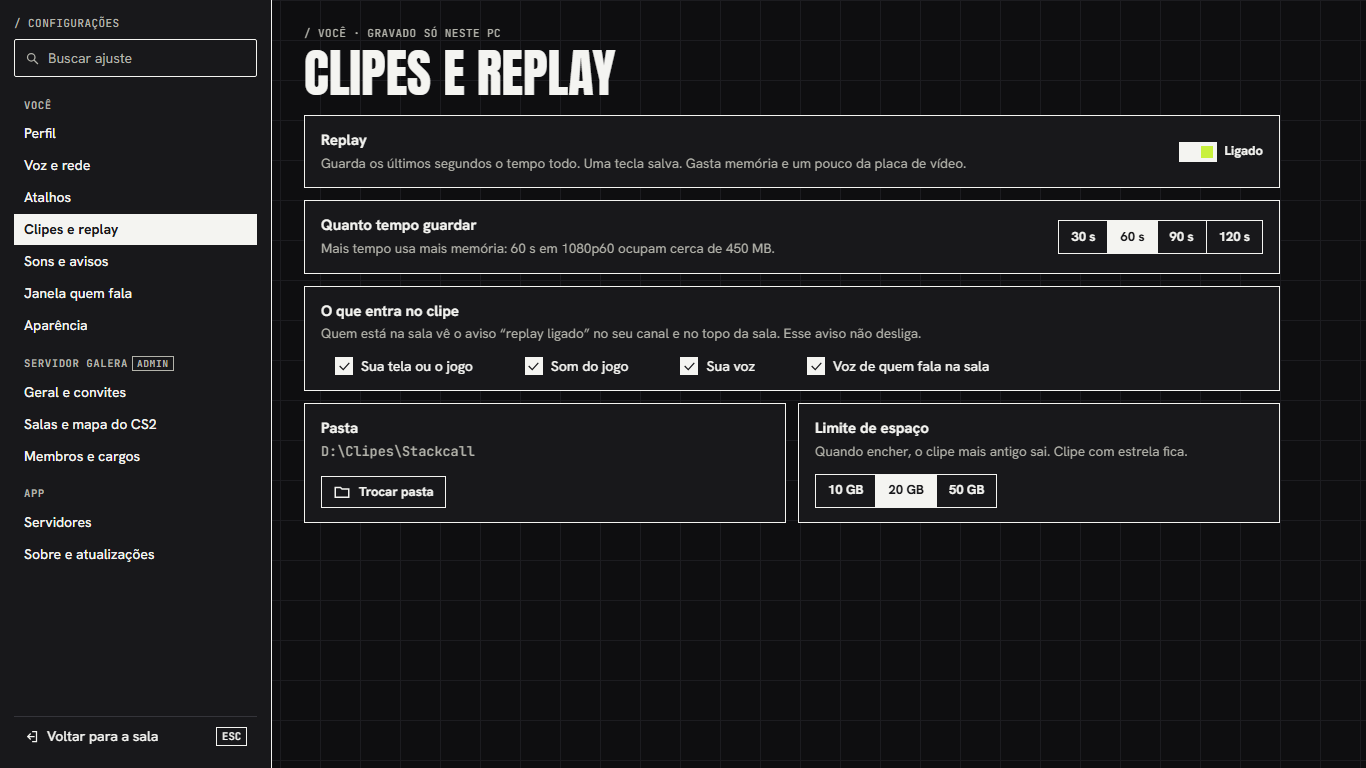 / CONFIGURAÇÕES
Buscar ajuste
VOCÊ
Perfil
Voz e rede
Atalhos
Clipes e replay
Sons e avisos
Janela quem fala
Aparência
SERVIDOR GALERA ADMIN
Geral e convites
Salas e mapa do CS2
Membros e cargos
APP
Servidores
Sobre e atualizações
Voltar para a sala ESC
/ VOCÊ · GRAVADO SÓ NESTE PC
CLIPES E REPLAY
Replay
Guarda os últimos segundos o tempo todo. Uma tecla salva. Gasta memória e um pouco da placa de vídeo.
Ligado
Quanto tempo guardar
Mais tempo usa mais memória: 60 s em 1080p60 ocupam cerca de 450 MB.
30 s 60 s 90 s 120 s
O que entra no clipe
Quem está na sala vê o aviso “replay ligado” no seu canal e no topo da sala. Esse aviso não desliga.
Sua tela ou o jogo Som do jogo Sua voz Voz de quem fala na sala
Pasta
D:\Clipes\Stackcall
Trocar pasta
Limite de espaço
Quando encher, o clipe mais antigo sai. Clipe com estrela fica.
10 GB 20 GB 50 GB